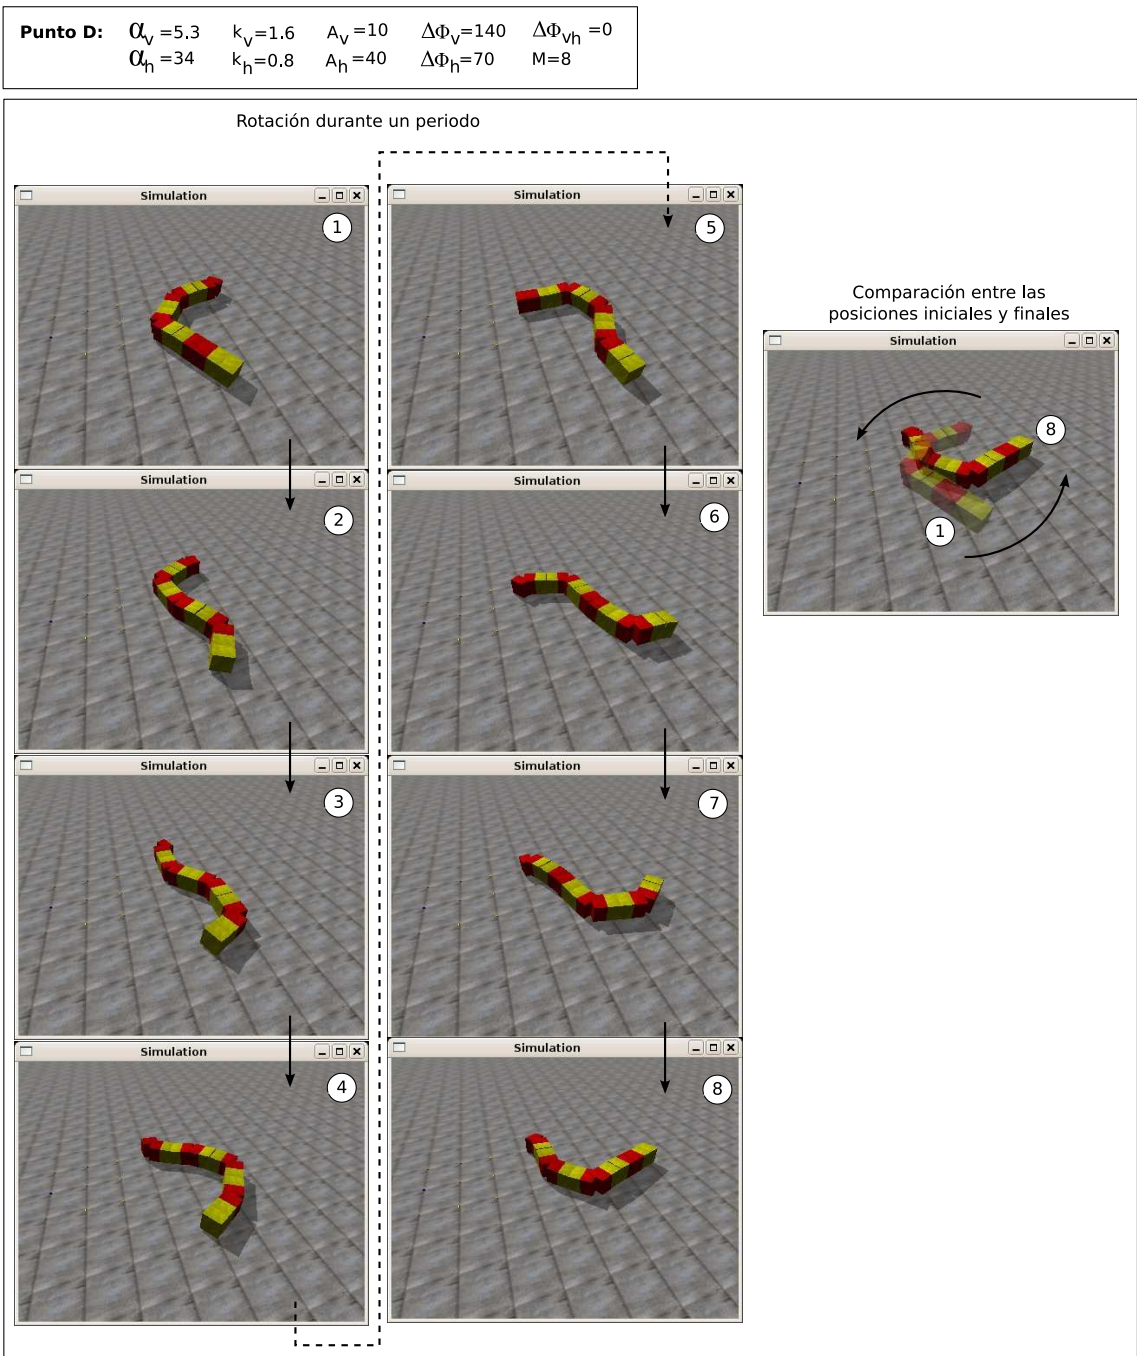 Punto D: αv =5.3 kv=1.6 Av=10 ΔΦv=140 ΔΦvh =0
αh =34 kh=0.8 Ah=40 ΔΦh=70 M=8
Rotación durante un periodo
Simulation
1
Simulation
2
Simulation
3
Simulation
4
Simulation
5
Simulation
6
Simulation
7
Simulation
8
Comparación entre las
posiciones iniciales y finales
Simulation
8
1